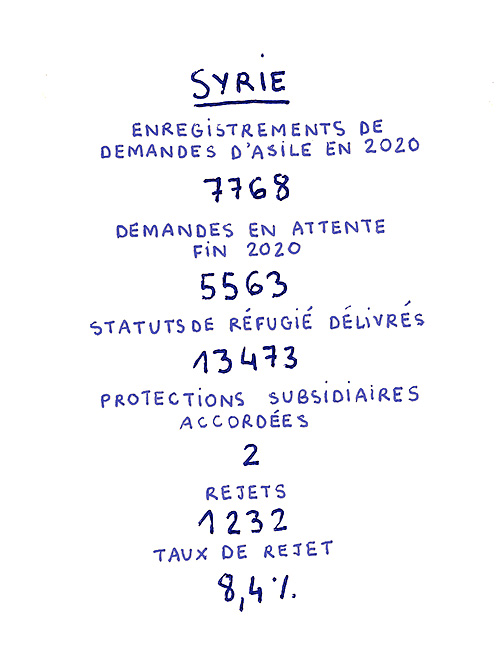 SYRIE
ENREGISTREMENTS DE
DEMANDES D'ASILE EN 2020
7768
DEMANDES EN ATTENTE
FIN 2020
5563
STATUTS DE RÉFUGIÉ DÉLIVRÉS
13473
PROTECTIONS SUBSIDIAIRES
ACCORDÉES
2
REJETS
1232
TAUX DE REJET
8,4%